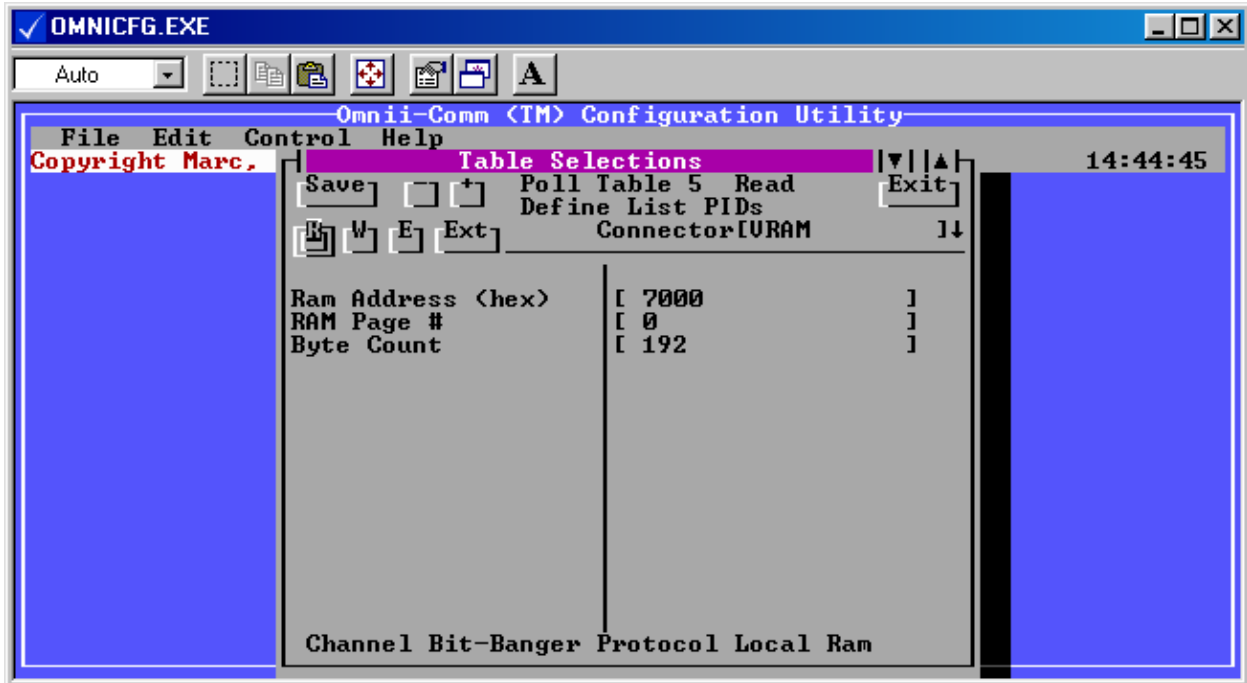 OMNICFG.EXE
Auto
A
Omnii-Comm (TM) Configuration Utility
File Edit Control Help
Copyright Marc,
Table Selections
14:44:45
Save - + Poll Table 5 Read Exit
Define List PIDs
R W E Ext Connector[VRAM ]↓
Ram Address (hex) [ 7000 ]
RAM Page # [ 0 ]
Byte Count [ 192 ]
Channel Bit-Banger Protocol Local Ram